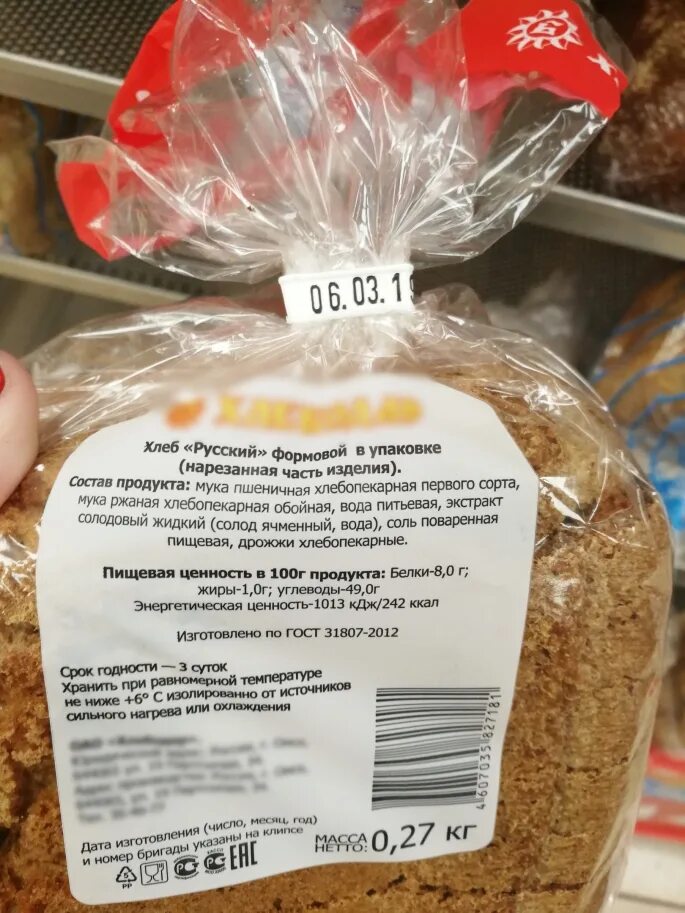 06.03.1
Хлеб «Русский» формовой в упаковке
(нарезанная часть изделия).
Состав продукта: мука пшеничная хлебопекарная первого сорта,
мука ржаная хлебопекарная обойная, вода питьевая, экстракт
солодовый жидкий (солод ячменный, вода), соль поваренная
пищевая, дрожжи хлебопекарные.
Пищевая ценность в 100г продукта: Белки-8,0 г;
жиры-1,0г; углеводы-49,0г
Энергетическая ценность-1013 кДж/242 ккал
Изготовлено по ГОСТ 31807-2012
Срок годности — 3 суток
Хранить при равномерной температуре
не ниже +6° С изолированно от источников
сильного нагрева или охлаждения
4607035827181
Дата изготовления (число, месяц, год)
и номер бригады указаны на клипсе
МАССА
НЕТТО: 0,27 кг
PP
ЕАС